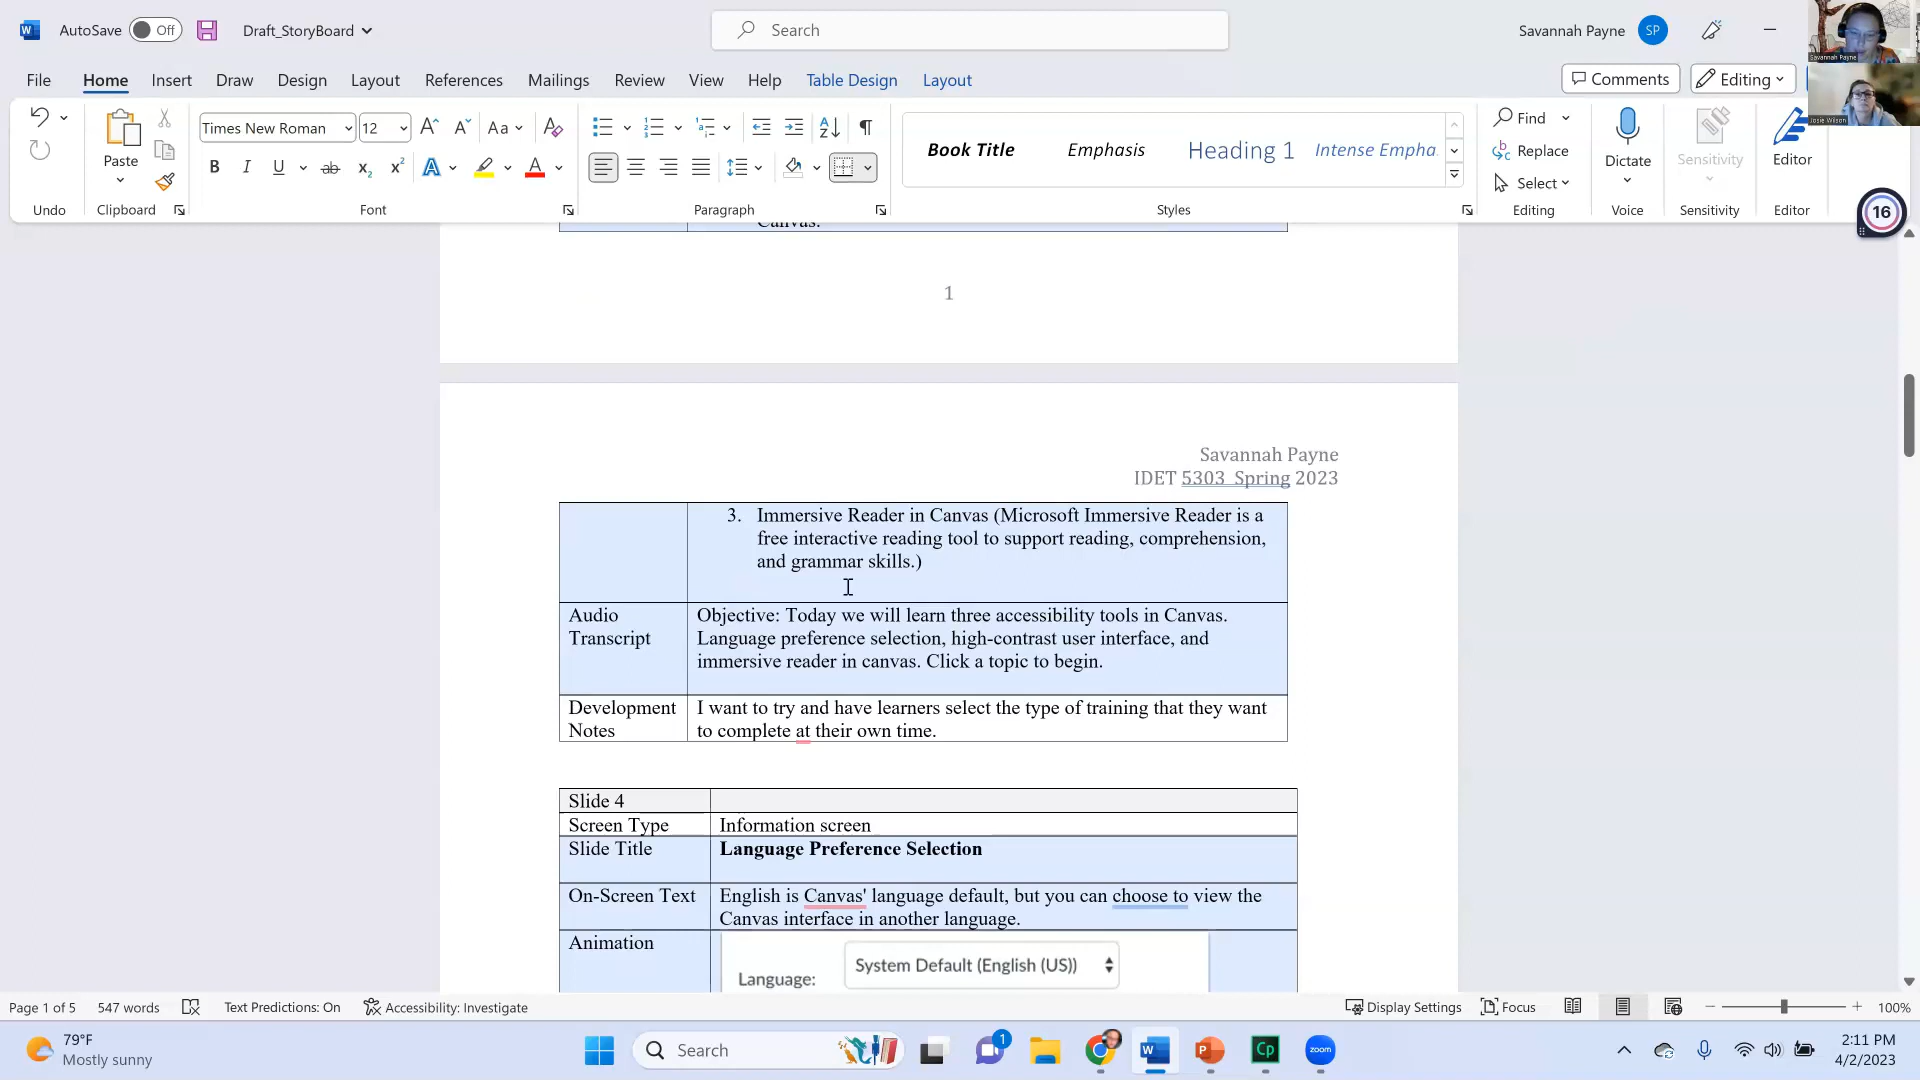 AutoSave Off Draft_StoryBoard Search Savannah Payne SP
Savannah Payne
Josie Wilson
File Home Insert Draw Design Layout References Mailings Review View Help Table Design Layout Comments Editing
Paste
Times New Roman 12 Aa
Book Title Emphasis Heading 1 Intense Empha
Find
Replace
Select
Dictate
Sensitivity
Editor
Undo Clipboard Font Paragraph Styles Editing Voice Sensitivity Editor
16
Canvas.
1
Savannah Payne
IDET 5303 Spring 2023
3. Immersive Reader in Canvas (Microsoft Immersive Reader is a
free interactive reading tool to support reading, comprehension,
and grammar skills.)
Audio
Transcript
Objective: Today we will learn three accessibility tools in Canvas.
Language preference selection, high-contrast user interface, and
immersive reader in canvas. Click a topic to begin.
Development
Notes
I want to try and have learners select the type of training that they want
to complete at their own time.
Slide 4
Screen Type Information screen
Slide Title Language Preference Selection
On-Screen Text English is Canvas' language default, but you can choose to view the
Canvas interface in another language.
Animation
Language: System Default (English (US))
Page 1 of 5 547 words Text Predictions: On Accessibility: Investigate Display Settings Focus 100%
79°F
Mostly sunny
Search
1
W
P
Cp
zoom
2:11 PM
4/2/2023